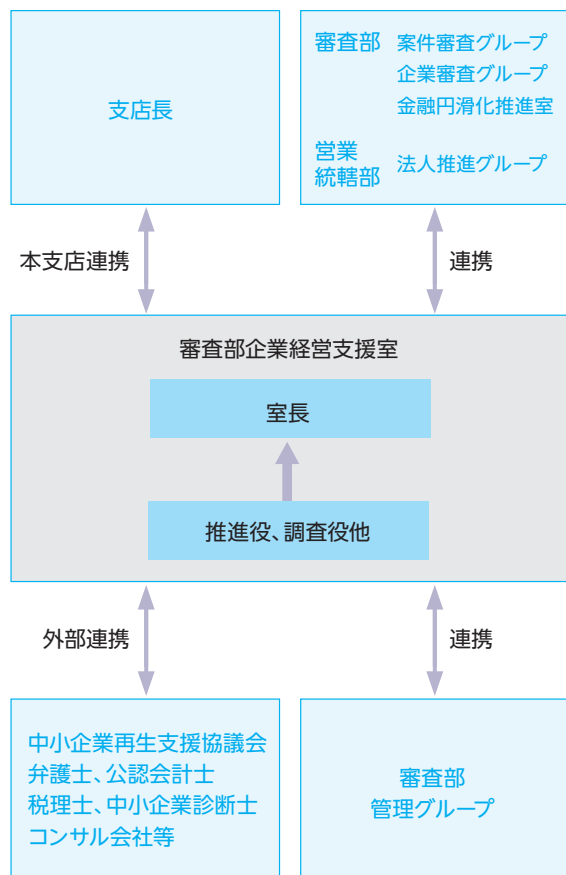 支店長
審査部 案件審査グループ
企業審査グループ
金融円滑化推進室
営業
統轄部 法人推進グループ
本支店連携
連携
審査部企業経営支援室
室長
推進役、調査役他
外部連携
連携
中小企業再生支援協議会
弁護士、公認会計士
税理士、中小企業診断士
コンサル会社等
審査部
管理グループ